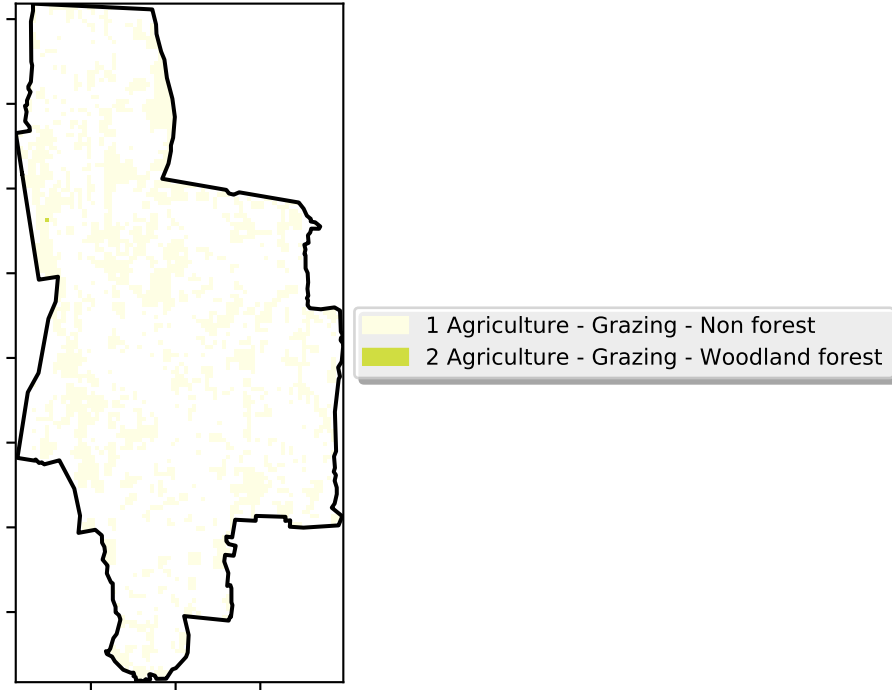 1 Agriculture - Grazing - Non forest
2 Agriculture - Grazing - Woodland forest